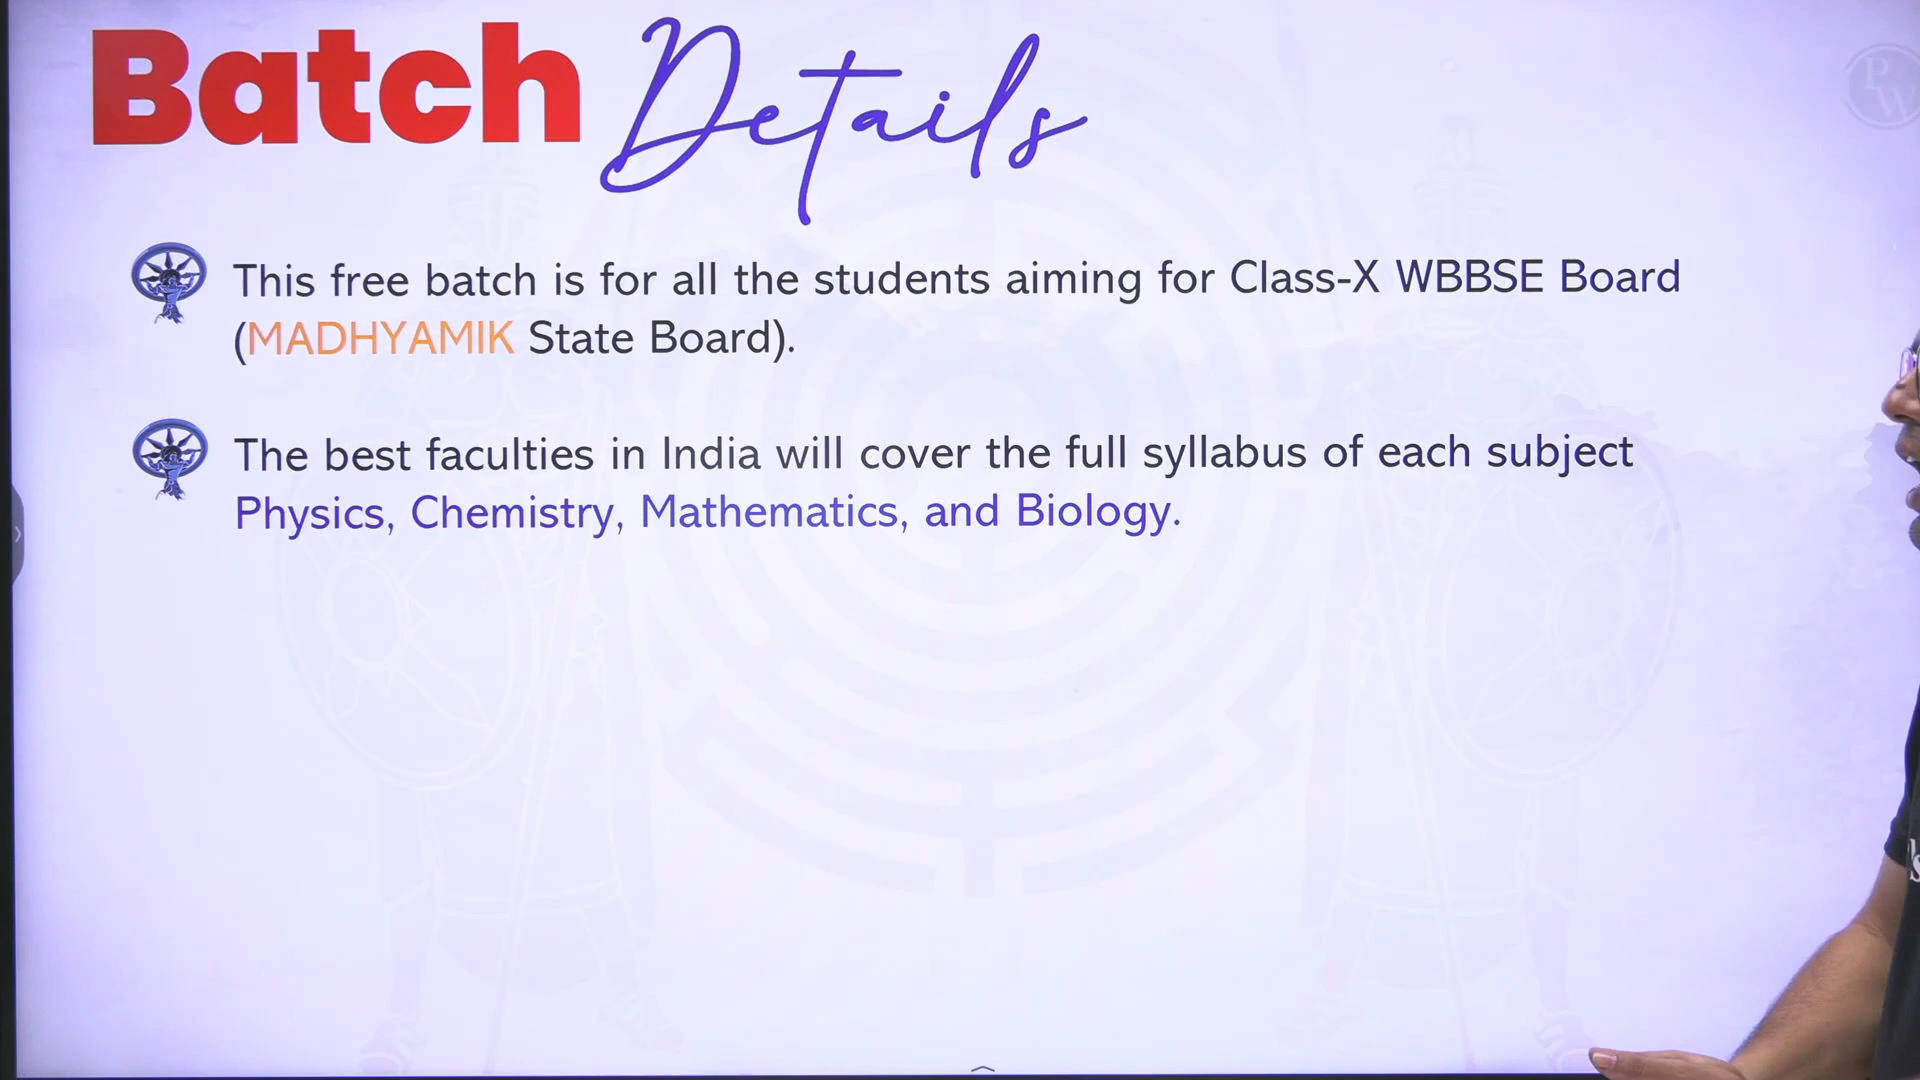 Batch Details
PW
This free batch is for all the students aiming for Class-X WBBSE Board
(MADHYAMIK State Board).
The best faculties in India will cover the full syllabus of each subject
Physics, Chemistry, Mathematics, and Biology.